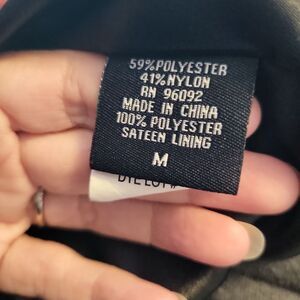 59% POLYESTER
41% NYLON
RN 96092
MADE IN CHINA
100% POLYESTER
SATEEN LINING
M